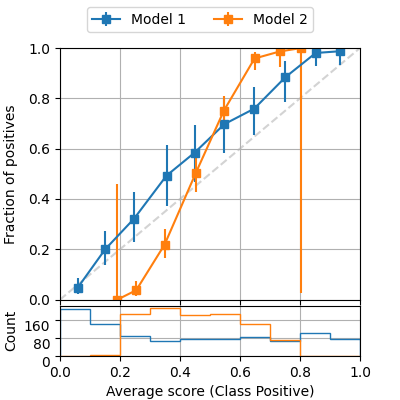 Model 1 Model 2
1.0
0.8
0.6
0.4
0.2
0.0
Fraction of positives
160
80
0
Count
0.0 0.2 0.4 0.6 0.8 1.0
Average score (Class Positive)